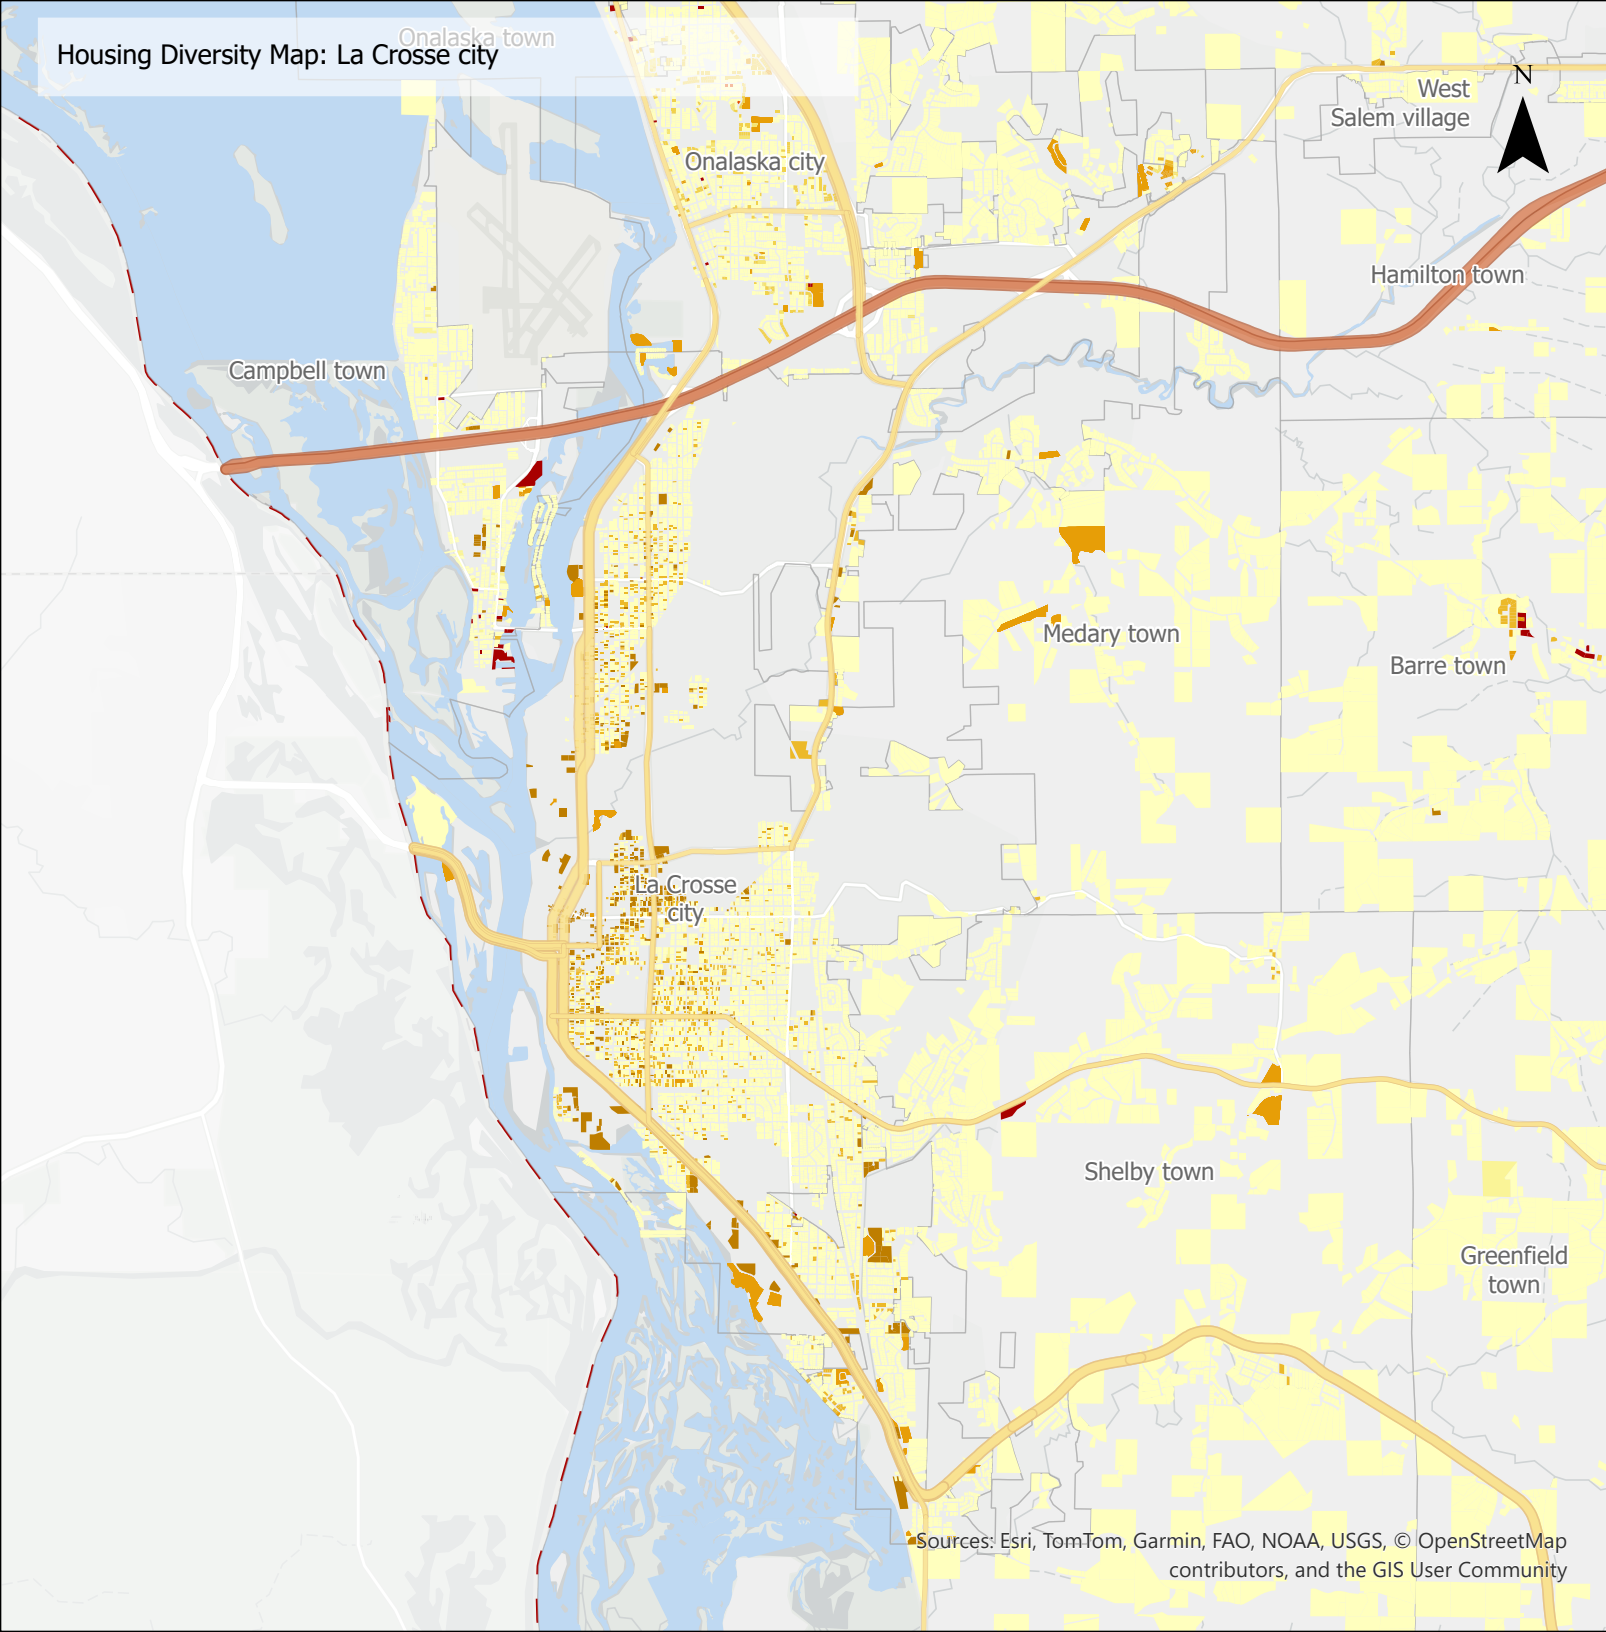 Onalaska town
Housing Diversity Map: La Crosse city
N
West
Salem village
Onalaska city
Hamilton town
Campbell town
Medary town
Barre town
La Crosse
city
Shelby town
Greenfield
town
Sources: Esri, TomTom, Garmin, FAO, NOAA, USGS, © OpenStreetMap
contributors, and the GIS User Community